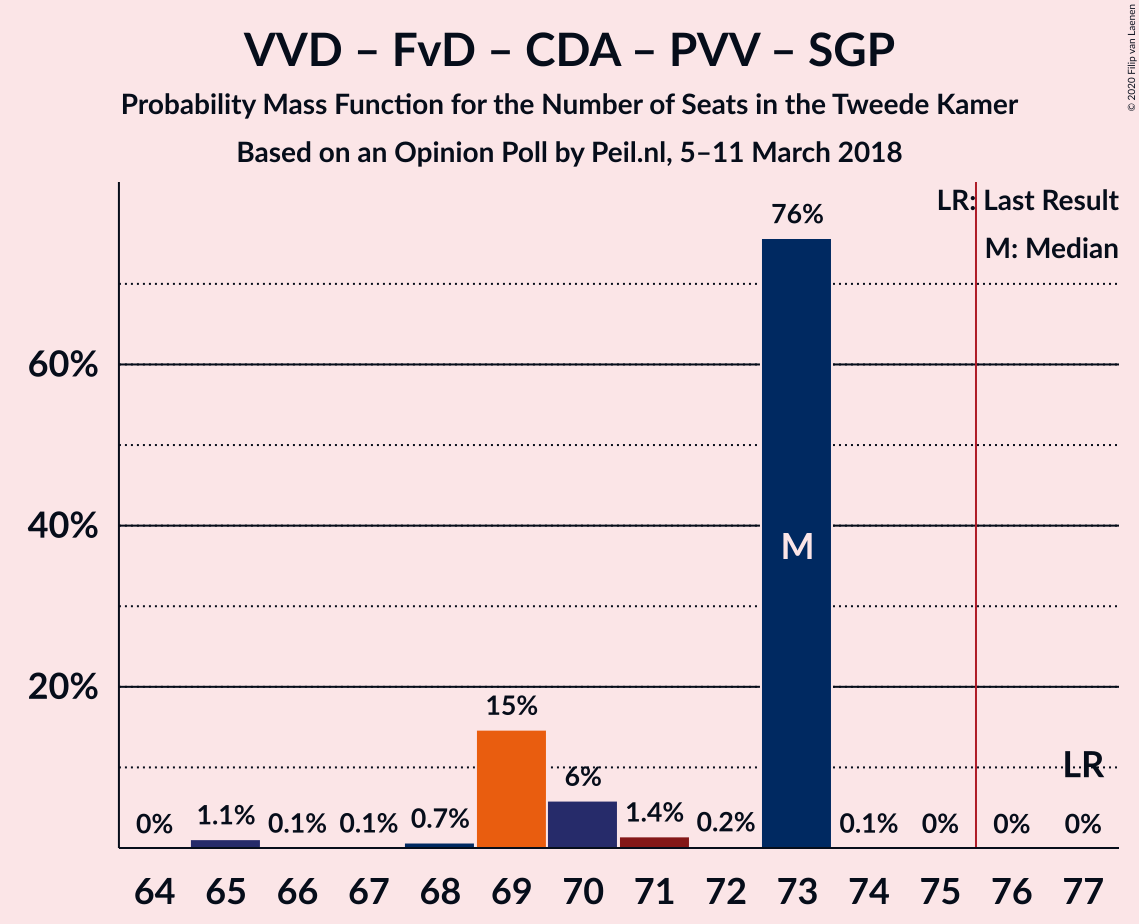 VVD – FvD – CDA – PVV – SGP
Probability Mass Function for the Number of Seats in the Tweede Kamer
Based on an Opinion Poll by Peil.nl, 5–11 March 2018
© 2020 Filip van Laenen
LR: Last Result
M: Median
76%
60%
40%
M
20%
15%
LR
6%
0% 1.1% 0.1% 0.1% 0.7% 1.4% 0.2% 0.1% 0% 0% 0%
64 65 66 67 68 69 70 71 72 73 74 75 76 77